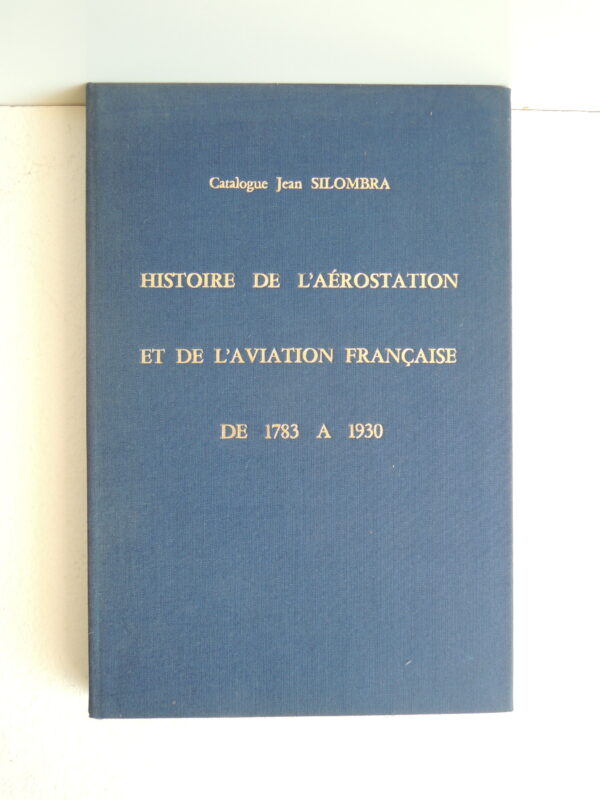 Catalogue Jean SILOMBRA
HISTOIRE DE L'AÉROSTATION
ET DE L'AVIATION FRANÇAISE
DE 1783 A 1930